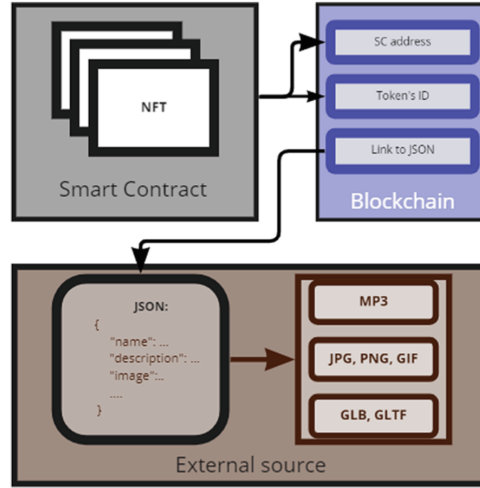 NFT
Smart Contract
SC address
Token's ID
Link to JSON
Blockchain
JSON:
{
"name": ...
"description": ...
"image":..
....
}
MP3
JPG, PNG, GIF
GLB, GLTF
External source